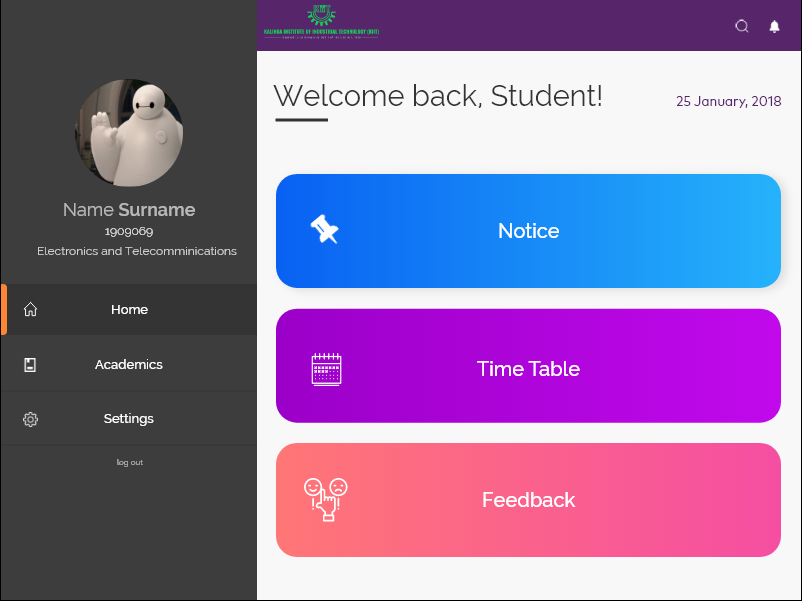 KALINGA INSTITUTE OF INDUSTRIAL TECHNOLOGY (KIIT)
Welcome back, Student!
25 January, 2018
Name Surname
1909069
Electronics and Telecomminications
Home
Academics
Settings
log out
Notice
Time Table
Feedback